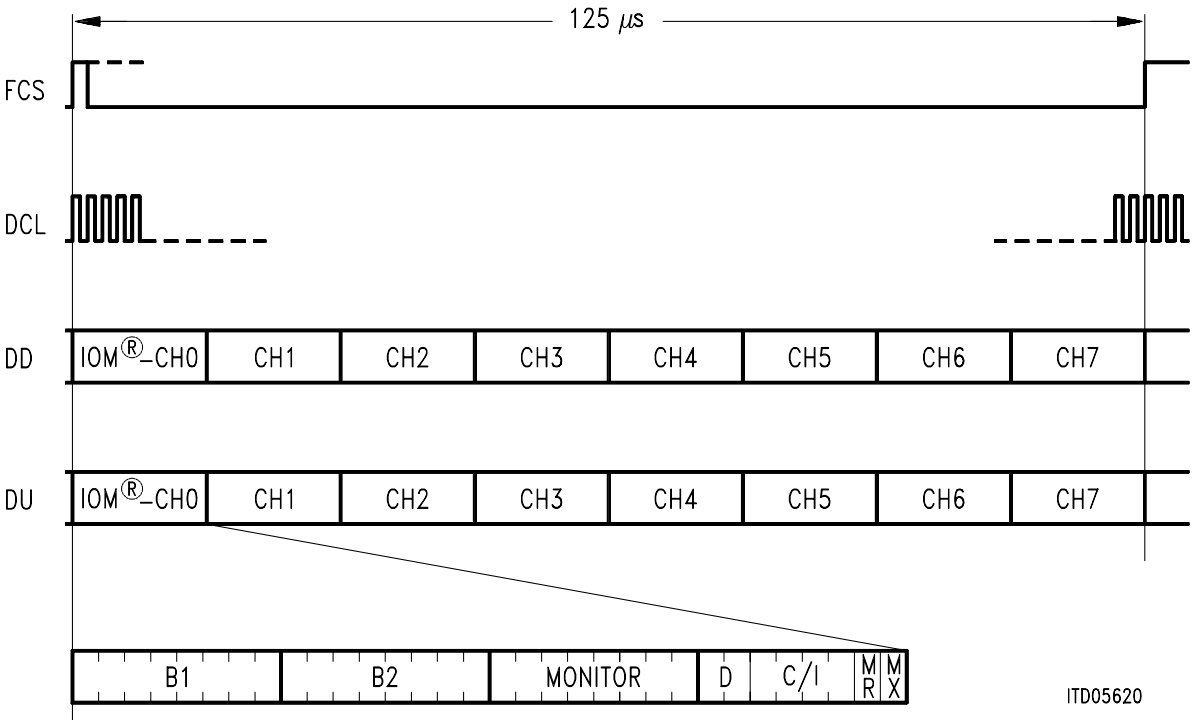 125 µs
FCS
DCL
DD IOM®-CH0 CH1 CH2 CH3 CH4 CH5 CH6 CH7
DU IOM®-CH0 CH1 CH2 CH3 CH4 CH5 CH6 CH7
B1 B2 MONITOR D C/I MR MX
ITD05620